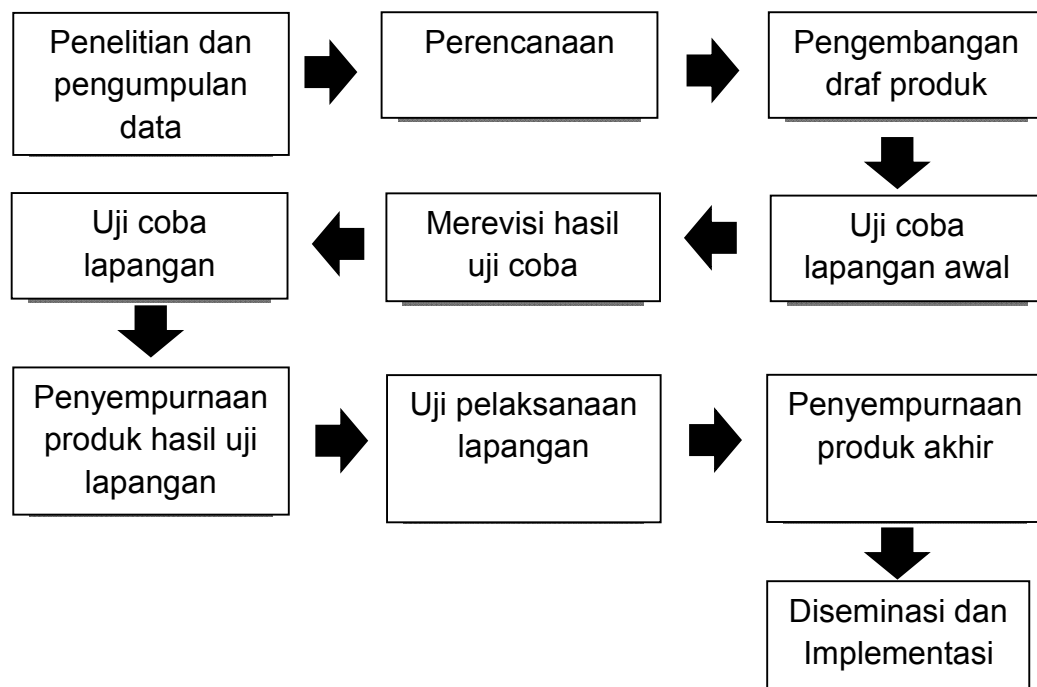 Penelitian dan
pengumpulan
data
Perencanaan
Pengembangan
draf produk
Uji coba
lapangan awal
Merevisi hasil
uji coba
Uji coba
lapangan
Penyempurnaan
produk hasil uji
lapangan
Uji pelaksanaan
lapangan
Penyempurnaan
produk akhir
Diseminasi dan
Implementasi